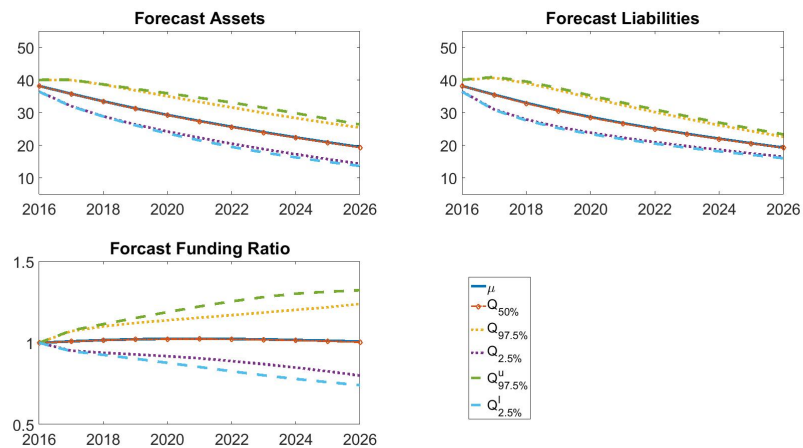 Forecast Assets
50
40
30
20
10
2016 2018 2020 2022 2024 2026
Forecast Liabilities
50
40
30
20
10
2016 2018 2020 2022 2024 2026
Forcast Funding Ratio
1.5
1
0.5
2016 2018 2020 2022 2024 2026
μ
Q50%
Q97.5%
Q2.5%
Qu97.5%
Ql2.5%